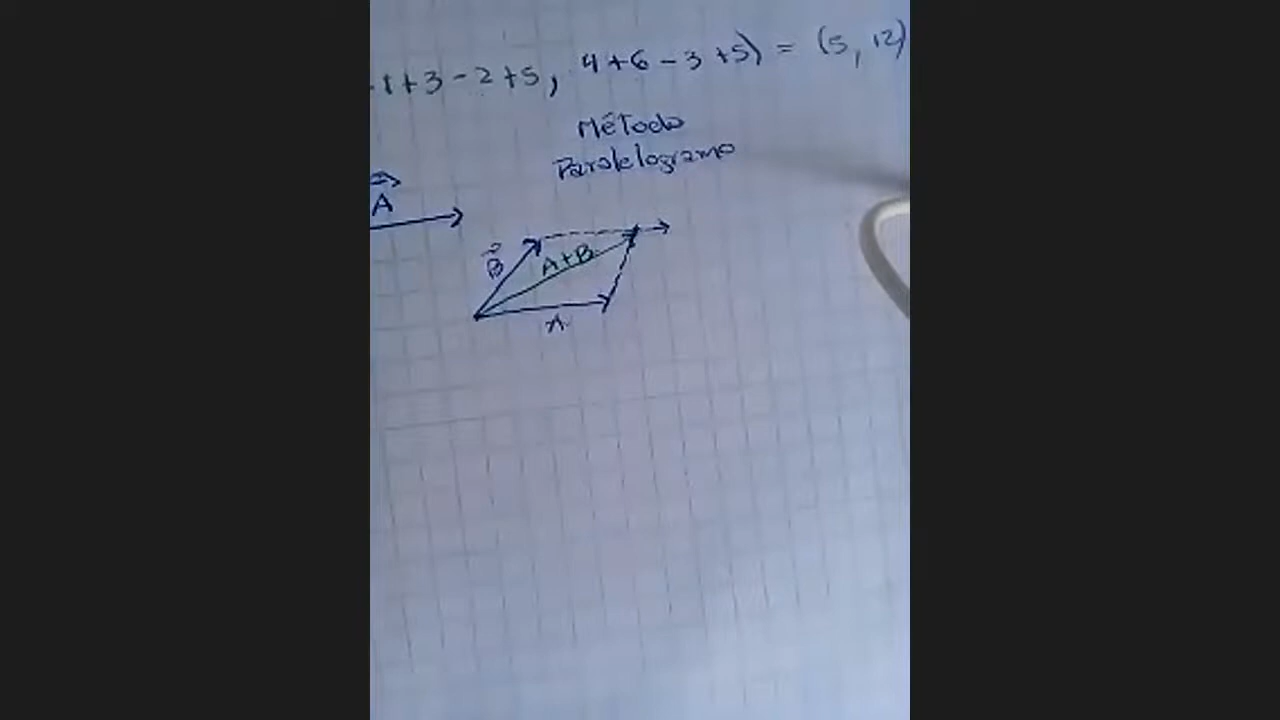 -1+3-2+5, 4+6-3+5) = (5, 12)
Método
Paralelogramo
A
B
A+B
A